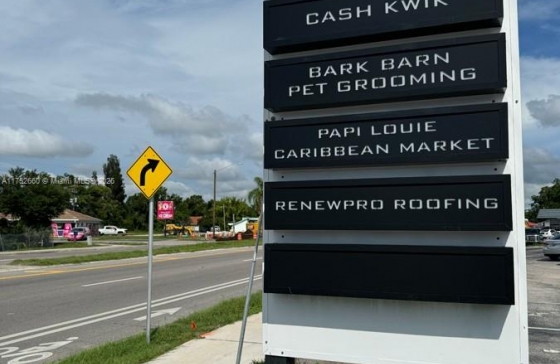 CASH KWIK
BARK BARN
PET GROOMING
PAPI LOUIE
CARIBBEAN MARKET
RENEWPRO ROOFING